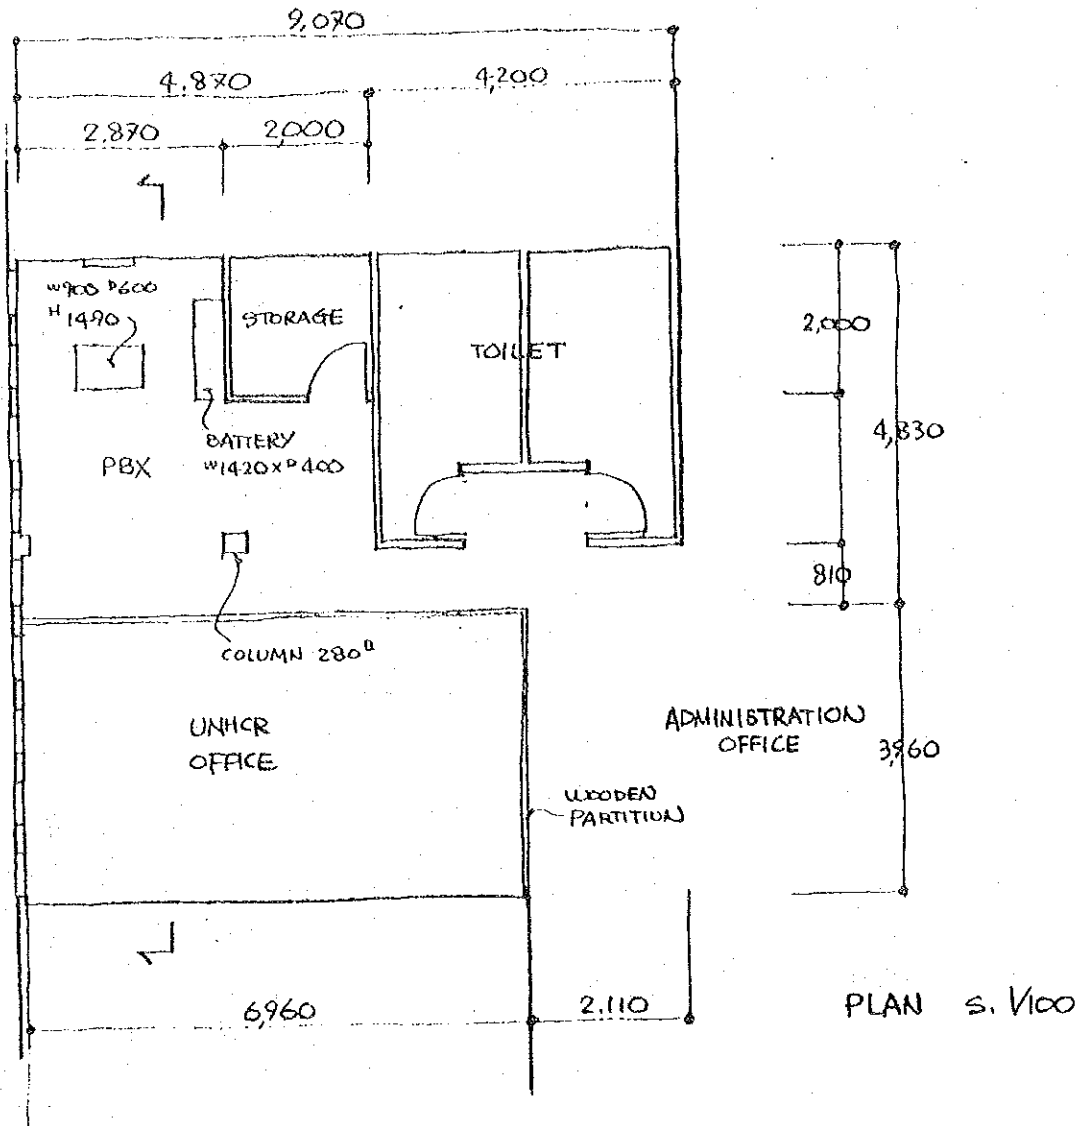 9,070
4.870
4,200
2.870
2,000
W900 D600
H 1490
STORAGE
TOILET
2,000
BATTERY
W1420×D400
PBX
4,830
810
COLUMN 280□
UNHCR
OFFICE
ADMINISTRATION
OFFICE
3,960
WOODEN
PARTITION
6,960
2.110
PLAN S. 1/100